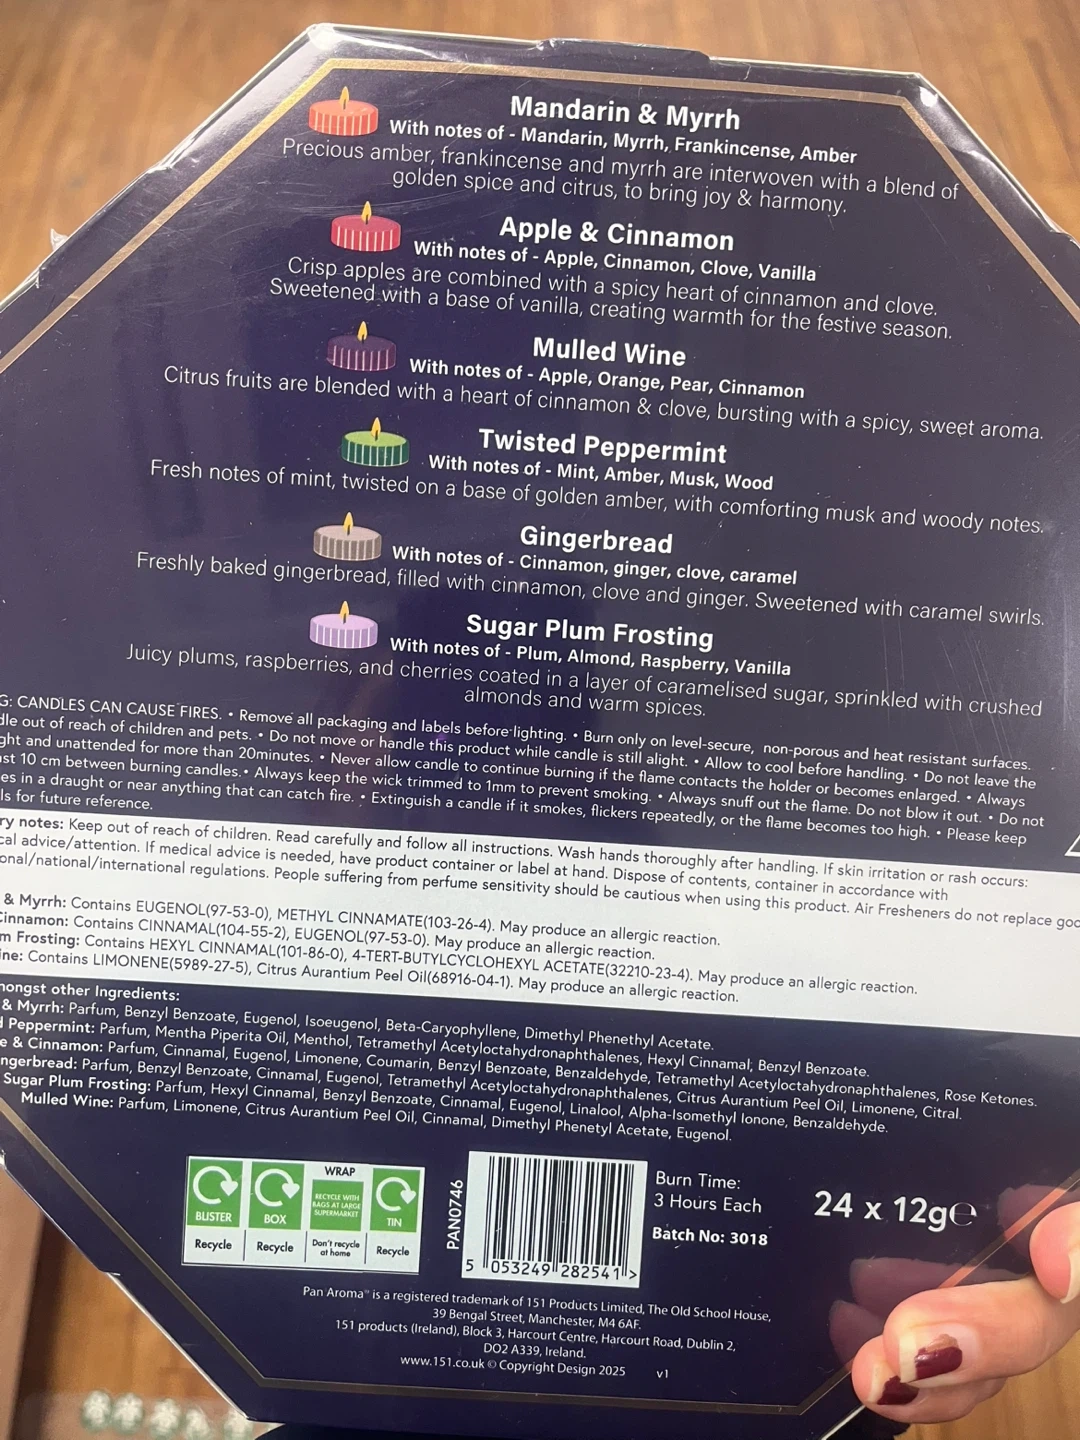 Mandarin & Myrrh
With notes of - Mandarin, Myrrh, Frankincense, Amber
Precious amber, frankincense and myrrh are interwoven with a blend of
golden spice and citrus, to bring joy & harmony.
Apple & Cinnamon
With notes of - Apple, Cinnamon, Clove, Vanilla
Crisp apples are combined with a spicy heart of cinnamon and clove.
Sweetened with a base of vanilla, creating warmth for the festive season.
Mulled Wine
With notes of - Apple, Orange, Pear, Cinnamon
Citrus fruits are blended with a heart of cinnamon & clove, bursting with a spicy, sweet aroma.
Twisted Peppermint
With notes of - Mint, Amber, Musk, Wood
Fresh notes of mint, twisted on a base of golden amber, with comforting musk and woody notes.
Gingerbread
With notes of - Cinnamon, ginger, clove, caramel
Freshly baked gingerbread, filled with cinnamon, clove and ginger. Sweetened with caramel swirls.
Sugar Plum Frosting
With notes of - Plum, Almond, Raspberry, Vanilla
Juicy plums, raspberries, and cherries coated in a layer of caramelised sugar, sprinkled with crushed
almonds and warm spices.
G: CANDLES CAN CAUSE FIRES. • Remove all packaging and labels before lighting. • Burn only on level-secure, non-porous and heat resistant surfaces.
dle out of reach of children and pets. • Do not move or handle this product while candle is still alight. • Allow to cool before handling. • Do not leave the
ght and unattended for more than 20minutes. • Never allow candle to continue burning if the flame contacts the holder or becomes enlarged. • Always
st 10 cm between burning candles. • Always keep the wick trimmed to 1mm to prevent smoking. • Always snuff out the flame. Do not blow it out. • Do not
es in a draught or near anything that can catch fire. • Extinguish a candle if it smokes, flickers repeatedly, or the flame becomes too high. • Please keep
ls for future reference.
ry notes: Keep out of reach of children. Read carefully and follow all instructions. Wash hands thoroughly after handling. If skin irritation or rash occurs:
cal advice/attention. If medical advice is needed, have product container or label at hand. Dispose of contents, container in accordance with
onal/national/international regulations. People suffering from perfume sensitivity should be cautious when using this product. Air Fresheners do not replace goo
& Myrrh: Contains EUGENOL(97-53-0), METHYL CINNAMATE(103-26-4). May produce an allergic reaction.
Cinnamon: Contains CINNAMAL(104-55-2), EUGENOL(97-53-0). May produce an allergic reaction.
m Frosting: Contains HEXYL CINNAMAL(101-86-0), 4-TERT-BUTYLCYCLOHEXYL ACETATE(32210-23-4). May produce an allergic reaction.
ine: Contains LIMONENE(5989-27-5), Citrus Aurantium Peel Oil(68916-04-1). May produce an allergic reaction.
mongst other Ingredients:
& Myrrh: Parfum, Benzyl Benzoate, Eugenol, Isoeugenol, Beta-Caryophyllene, Dimethyl Phenethyl Acetate.
d Peppermint: Parfum, Mentha Piperita Oil, Menthol, Tetramethyl Acetyloctahydronaphthalenes, Hexyl Cinnamal; Benzyl Benzoate.
e & Cinnamon: Parfum, Cinnamal, Eugenol, Limonene, Coumarin, Benzyl Benzoate, Benzaldehyde, Tetramethyl Acetyloctahydronaphthalenes, Rose Ketones.
ngerbread: Parfum, Benzyl Benzoate, Cinnamal, Eugenol, Tetramethyl Acetyloctahydronaphthalenes, Citrus Aurantium Peel Oil, Limonene, Citral.
Sugar Plum Frosting: Parfum, Hexyl Cinnamal, Benzyl Benzoate, Cinnamal, Eugenol, Linalool, Alpha-Isomethyl Ionone, Benzaldehyde.
Mulled Wine: Parfum, Limonene, Citrus Aurantium Peel Oil, Cinnamal, Dimethyl Phenetyl Acetate, Eugenol.
BLISTER
Recycle
BOX
Recycle
WRAP
RECYCLE WITH
BAGS AT LARGE
SUPERMARKET
Don't recycle
at home
TIN
Recycle
PAN0746
5 053249 282541 >
Burn Time:
3 Hours Each
Batch No: 3018
24 x 12g℮
Pan Aroma™ is a registered trademark of 151 Products Limited, The Old School House,
39 Bengal Street, Manchester, M4 6AF.
151 products (Ireland), Block 3, Harcourt Centre, Harcourt Road, Dublin 2,
DO2 A339, Ireland.
www.151.co.uk © Copyright Design 2025 v1